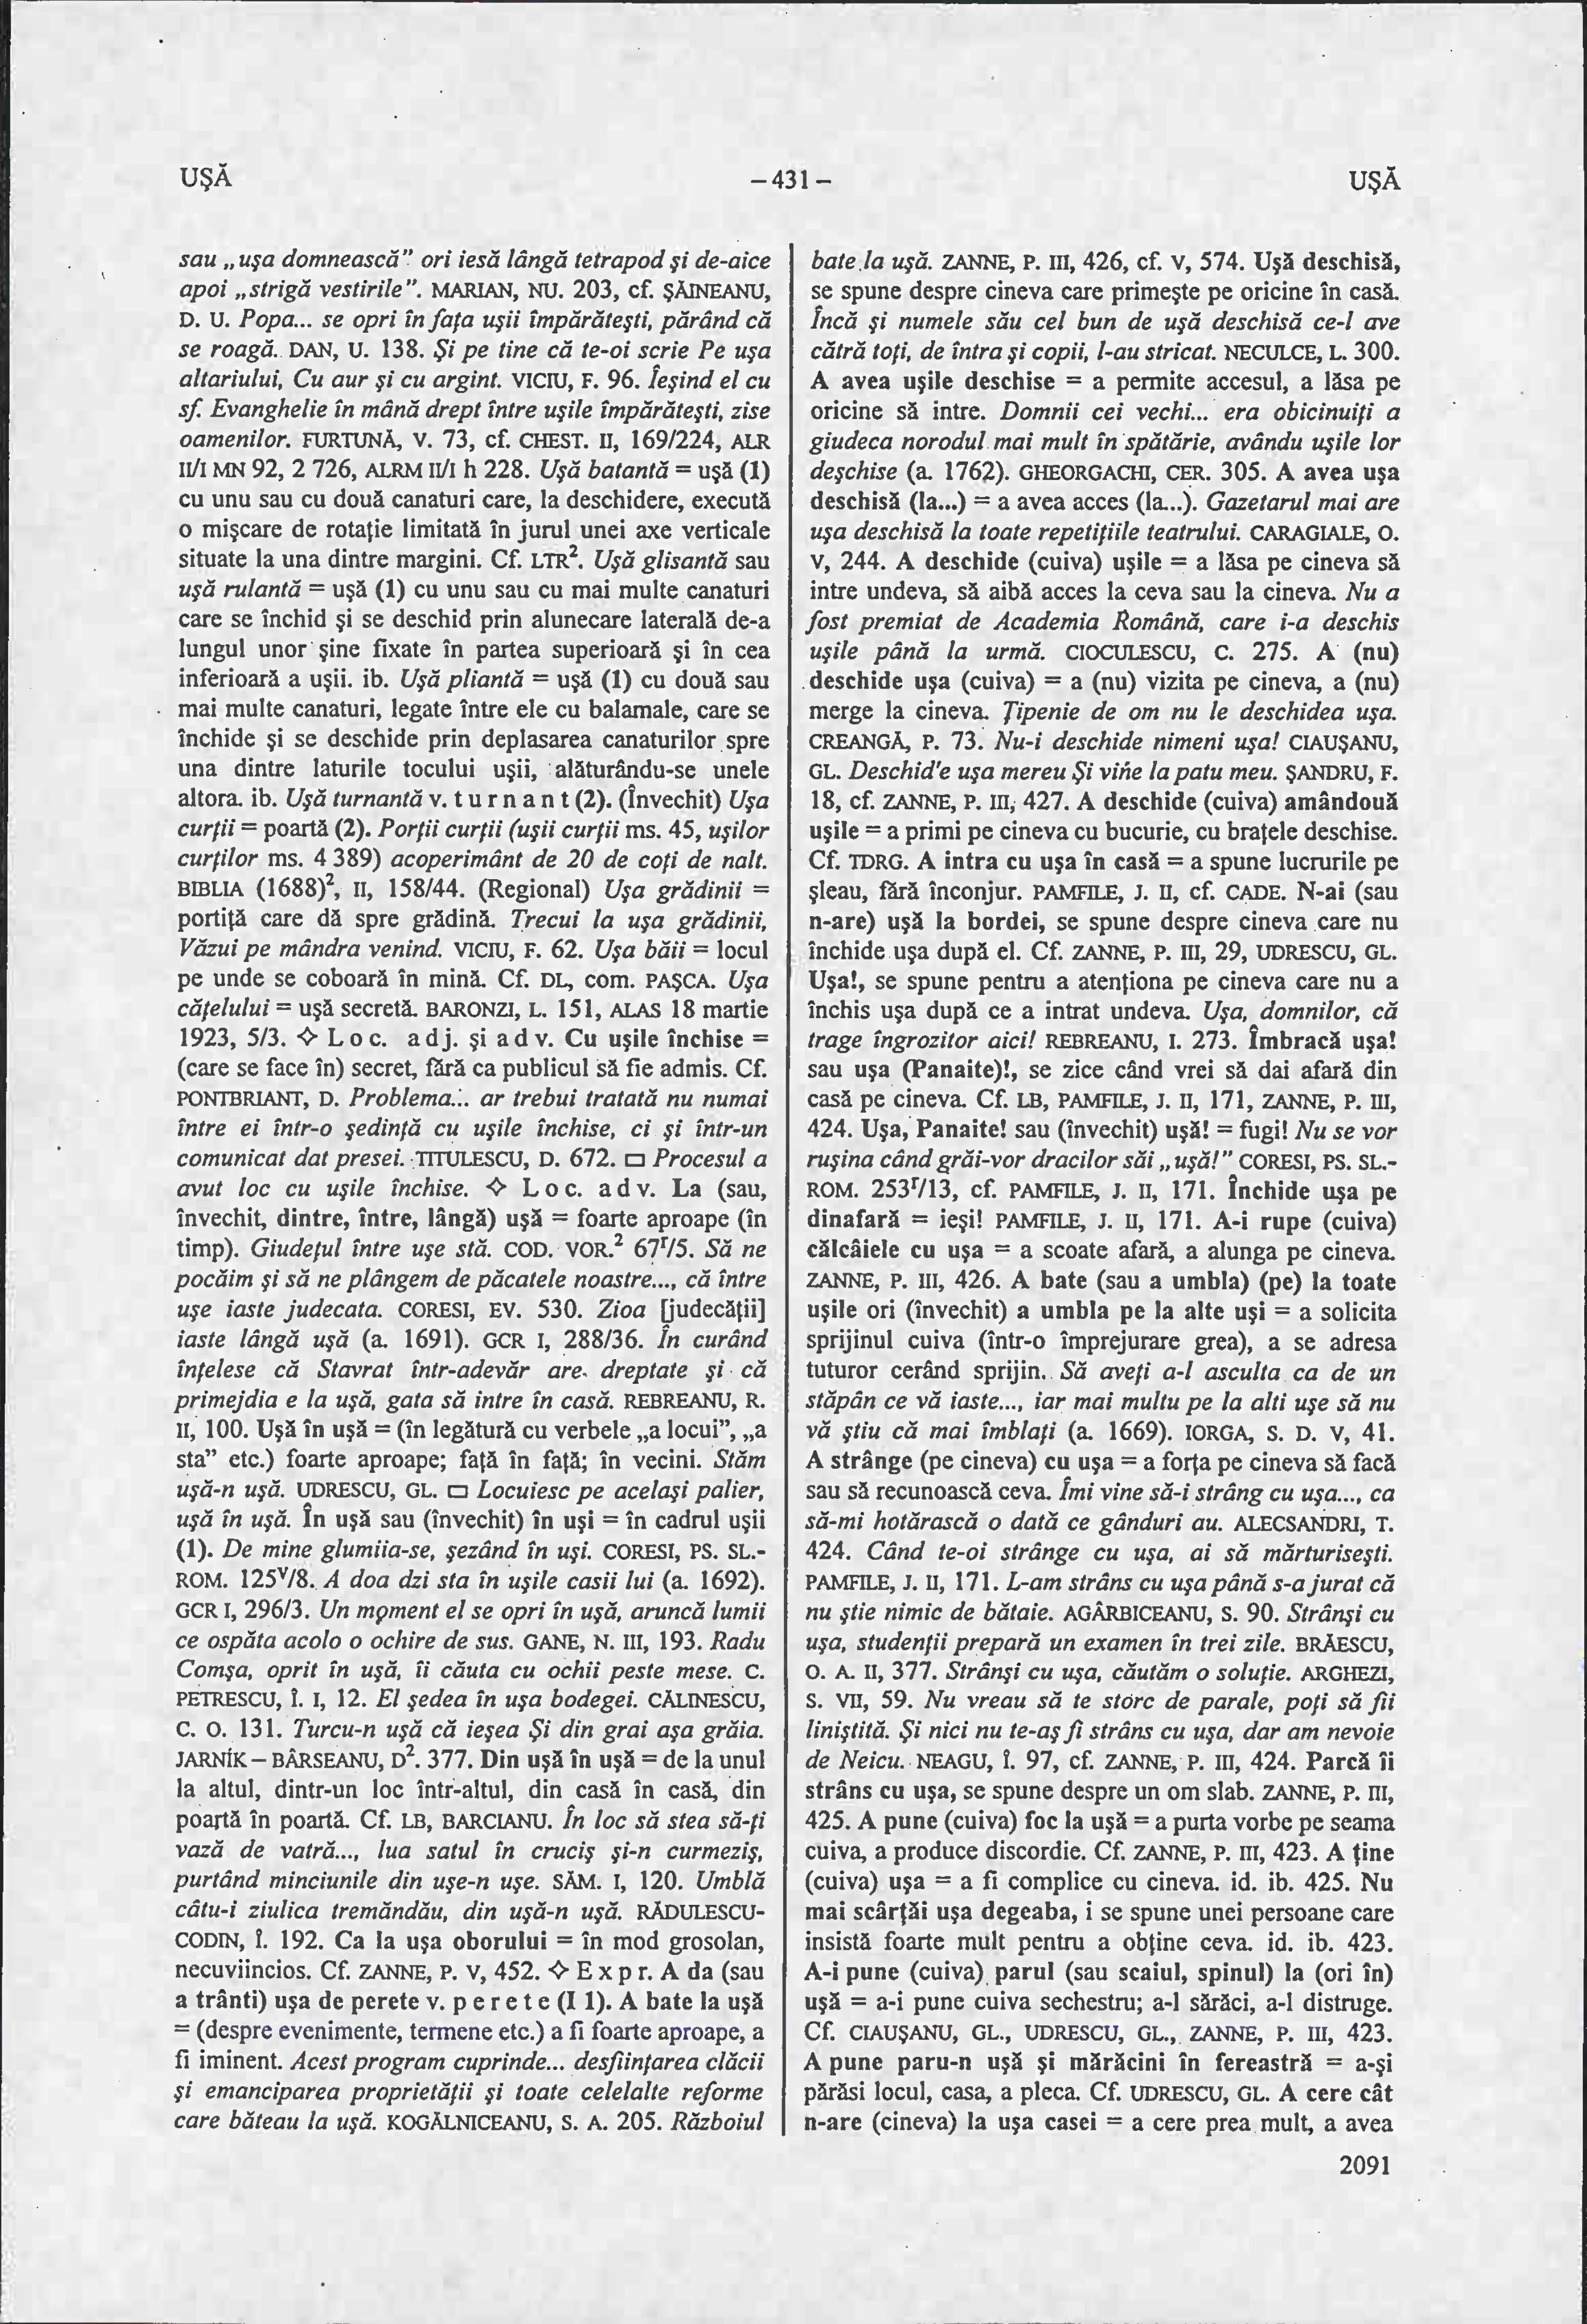 UŞĂ
– 431 –
UŞĂ
sau „uşa domnească” ori iesă lângă tetrapod şi de-aice
apoi „strigă vestirile”. MARIAN, NU. 203, cf. ŞĂINEANU,
D. U. Popa... se opri în faţa uşii împărăteşti, părând că
se roagă. DAN, U. 138. Şi pe tine că te-oi scrie Pe uşa
altariului, Cu aur şi cu argint. VICIU, F. 96. Ieşind el cu
sf. Evanghelie în mână drept între uşile împărăteşti, zise
oamenilor. FURTUNĂ, V. 73, cf. CHEST. II, 169/224, ALR
II/I MN 92, 2 726, ALRM II/I h 228. Uşă batantă = uşă (1)
cu unu sau cu două canaturi care, la deschidere, execută
o mişcare de rotaţie limitată în jurul unei axe verticale
situate la una dintre margini. Cf. LTR². Uşă glisantă sau
uşă rulantă = uşă (1) cu unu sau cu mai multe canaturi
care se închid şi se deschid prin alunecare laterală de-a
lungul unor şine fixate în partea superioară şi în cea
inferioară a uşii. ib. Uşă pliantă = uşă (1) cu două sau
mai multe canaturi, legate între ele cu balamale, care se
închide şi se deschide prin deplasarea canaturilor spre
una dintre laturile tocului uşii, alăturându-se unele
altora. ib. Uşă turnantă v. t u r n a n t (2). (Învechit) Uşa
curţii = poartă (2). Porţii curţii (uşii curţii ms. 45, uşilor
curţilor ms. 4 389) acoperimânt de 20 de coţi de nalt.
BIBLIA (1688)², II, 158/44. (Regional) Uşa grădinii =
portiţă care dă spre grădină. Trecui la uşa grădinii,
Văzui pe mândra venind. VICIU, F. 62. Uşa băii = locul
pe unde se coboară în mină. Cf. DL, com. PAŞCA. Uşa
căţelului = uşă secretă. BARONZI, L. 151, ALAS 18 martie
1923, 5/3. ◇ L o c. a d j. şi a d v. Cu uşile închise =
(care se face în) secret, fără ca publicul să fie admis. Cf.
PONTBRIANT, D. Problema... ar trebui tratată nu numai
între ei într-o şedinţă cu uşile închise, ci şi într-un
comunicat dat presei. TITULESCU, D. 672. □ Procesul a
avut loc cu uşile închise. ◇ L o c. a d v. La (sau,
învechit, dintre, între, lângă) uşă = foarte aproape (în
timp). Giudeţul între uşe stă. COD. VOR.² 67ʳ/5. Să ne
pocăim şi să ne plângem de păcatele noastre..., că între
uşe iaste judecata. CORESI, EV. 530. Zioa [judecăţii]
iaste lângă uşă (a. 1691). GCR I, 288/36. În curând
înţelese că Stavrat într-adevăr are dreptate şi că
primejdia e la uşă, gata să intre în casă. REBREANU, R.
II, 100. Uşă în uşă = (în legătură cu verbele „a locui”, „a
sta” etc.) foarte aproape; faţă în faţă; în vecini. Stăm
uşă-n uşă. UDRESCU, GL. □ Locuiesc pe acelaşi palier,
uşă în uşă. În uşă sau (învechit) în uşi = în cadrul uşii
(1). De mine glumiia-se, şezând în uşi. CORESI, PS. SL.-
ROM. 125ᵛ/8. A doa dzi sta în uşile casii lui (a. 1692).
GCR I, 296/3. Un moment el se opri în uşă, aruncă lumii
ce ospăta acolo o ochire de sus. GANE, N. III, 193. Radu
Comşa, oprit în uşă, îi căuta cu ochii peste mese. C.
PETRESCU, Î. I, 12. El şedea în uşa bodegei. CĂLINESCU,
C. O. 131. Turcu-n uşă că ieşea Şi din grai aşa grăia.
JARNÍK – BÂRSEANU, D². 377. Din uşă în uşă = de la unul
la altul, dintr-un loc într-altul, din casă în casă, din
poartă în poartă. Cf. LB, BARCIANU. În loc să stea să-ţi
vază de vatră..., lua satul în cruciş şi-n curmeziş,
purtând minciunile din uşe-n uşe. SĂM. I, 120. Umblă
câtu-i ziulica tremăndău, din uşă-n uşă. RĂDULESCU-
CODIN, Î. 192. Ca la uşa oborului = în mod grosolan,
necuviincios. Cf. ZANNE, P. V, 452. ◇ E x p r. A da (sau
a trânti) uşa de perete v. p e r e t e (I 1). A bate la uşă
= (despre evenimente, termene etc.) a fi foarte aproape, a
fi iminent. Acest program cuprinde... desfiinţarea clăcii
şi emanciparea proprietăţii şi toate celelalte reforme
care băteau la uşă. KOGĂLNICEANU, S. A. 205. Războiul
bate la uşă. ZANNE, P. III, 426, cf. V, 574. Uşă deschisă,
se spune despre cineva care primeşte pe oricine în casă.
Încă şi numele său cel bun de uşă deschisă ce-l ave
cătră toţi, de întra şi copii, l-au stricat. NECULCE, L. 300.
A avea uşile deschise = a permite accesul, a lăsa pe
oricine să intre. Domnii cei vechi... era obicinuiţi a
giudeca norodul mai mult în spătărie, avându uşile lor
deşchise (a. 1762). GHEORGACHI, CER. 305. A avea uşa
deschisă (la...) = a avea acces (la...). Gazetarul mai are
uşa deschisă la toate repetiţiile teatrului. CARAGIALE, O.
V, 244. A deschide (cuiva) uşile = a lăsa pe cineva să
intre undeva, să aibă acces la ceva sau la cineva. Nu a
fost premiat de Academia Română, care i-a deschis
uşile până la urmă. CIOCULESCU, C. 275. A (nu)
deschide uşa (cuiva) = a (nu) vizita pe cineva, a (nu)
merge la cineva. Ţipenie de om nu le deschidea uşa.
CREANGĂ, P. 73. Nu-i deschide nimeni uşa! CIAUŞANU,
GL. Deschid'e uşa mereu Şi vińe la patu meu. ŞANDRU, F.
18, cf. ZANNE, P. III, 427. A deschide (cuiva) amândouă
uşile = a primi pe cineva cu bucurie, cu braţele deschise.
Cf. TDRG. A intra cu uşa în casă = a spune lucrurile pe
şleau, fără înconjur. PAMFILE, J. II, cf. CADE. N-ai (sau
n-are) uşă la bordei, se spune despre cineva care nu
închide uşa după el. Cf. ZANNE, P. III, 29, UDRESCU, GL.
Uşa!, se spune pentru a atenţiona pe cineva care nu a
închis uşa după ce a intrat undeva. Uşa, domnilor, că
trage îngrozitor aici! REBREANU, I. 273. Îmbracă uşa!
sau uşa (Panaite)!, se zice când vrei să dai afară din
casă pe cineva. Cf. LB, PAMFILE, J. II, 171, ZANNE, P. III,
424. Uşa, Panaite! sau (învechit) uşă! = fugi! Nu se vor
ruşina când grăi-vor dracilor săi „uşă!” CORESI, PS. SL.-
ROM. 253ʳ/13, cf. PAMFILE, J. II, 171. Închide uşa pe
dinafară = ieşi! PAMFILE, J. II, 171. A-i rupe (cuiva)
călcâiele cu uşa = a scoate afară, a alunga pe cineva.
ZANNE, P. III, 426. A bate (sau a umbla) (pe) la toate
uşile ori (învechit) a umbla pe la alte uşi = a solicita
sprijinul cuiva (într-o împrejurare grea), a se adresa
tuturor cerând sprijin. Să aveţi a-l asculta ca de un
stăpân ce vă iaste..., iar mai multu pe la alti uşe să nu
vă ştiu că mai îmblaţi (a. 1669). IORGA, S. D. V, 41.
A strânge (pe cineva) cu uşa = a forţa pe cineva să facă
sau să recunoască ceva. Îmi vine să-i strâng cu uşa..., ca
să-mi hotărască o dată ce gânduri au. ALECSANDRI, T.
424. Când te-oi strânge cu uşa, ai să mărturiseşti.
PAMFILE, J. II, 171. L-am strâns cu uşa până s-a jurat că
nu ştie nimic de bătaie. AGÂRBICEANU, S. 90. Strânşi cu
uşa, studenţii prepară un examen în trei zile. BRĂESCU,
O. A. II, 377. Strânşi cu uşa, căutăm o soluţie. ARGHEZI,
S. VII, 59. Nu vreau să te storc de parale, poţi să fii
liniştită. Şi nici nu te-aş fi strâns cu uşa, dar am nevoie
de Neicu. NEAGU, Î. 97, cf. ZANNE, P. III, 424. Parcă îi
strâns cu uşa, se spune despre un om slab. ZANNE, P. III,
425. A pune (cuiva) foc la uşă = a purta vorbe pe seama
cuiva, a produce discordie. Cf. ZANNE, P. III, 423. A ţine
(cuiva) uşa = a fi complice cu cineva. id. ib. 425. Nu
mai scârţăi uşa degeaba, i se spune unei persoane care
insistă foarte mult pentru a obţine ceva. id. ib. 423.
A-i pune (cuiva) parul (sau scaiul, spinul) la (ori în)
uşă = a-i pune cuiva sechestru; a-l sărăci, a-l distruge.
Cf. CIAUŞANU, GL., UDRESCU, GL., ZANNE, P. III, 423.
A pune paru-n uşă şi mărăcini în fereastră = a-şi
părăsi locul, casa, a pleca. Cf. UDRESCU, GL. A cere cât
n-are (cineva) la uşa casei = a cere prea mult, a avea
2091